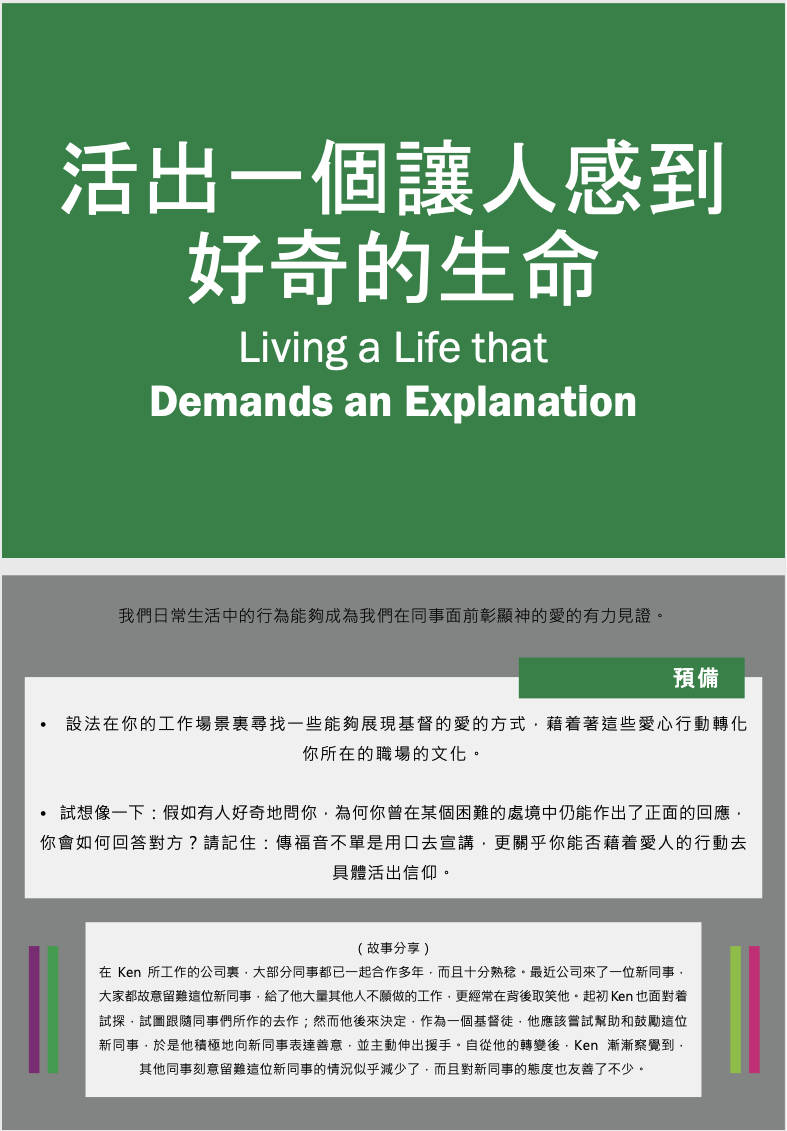 活出一個讓人感到
好奇的生命
Living a Life that
Demands an Explanation
我們日常生活中的行為能夠成為我們在同事面前彰顯神的愛的有力見證。
預備
• 設法在你的工作場景裏尋找一些能夠展現基督的愛的方式，藉着著這些愛心行動轉化
你所在的職場的文化。
• 試想像一下：假如有人好奇地問你，為何你曾在某個困難的處境中仍能作出了正面的回應，
你會如何回答對方？請記住：傳福音不單是用口去宣講，更關乎你能否藉着愛人的行動去
具體活出信仰。
（故事分享）
在 Ken 所工作的公司裏，大部分同事都已一起合作多年，而且十分熟稔。最近公司來了一位新同事，
大家都故意留難這位新同事，給了他大量其他人不願做的工作，更經常在背後取笑他。起初 Ken 也面對着
試探，試圖跟隨同事們所作的去作；然而他後來決定，作為一個基督徒，他應該嘗試幫助和鼓勵這位
新同事，於是他積極地向新同事表達善意，並主動伸出援手。自從他的轉變後，Ken 漸漸察覺到，
其他同事刻意留難這位新同事的情況似乎減少了，而且對新同事的態度也友善了不少。